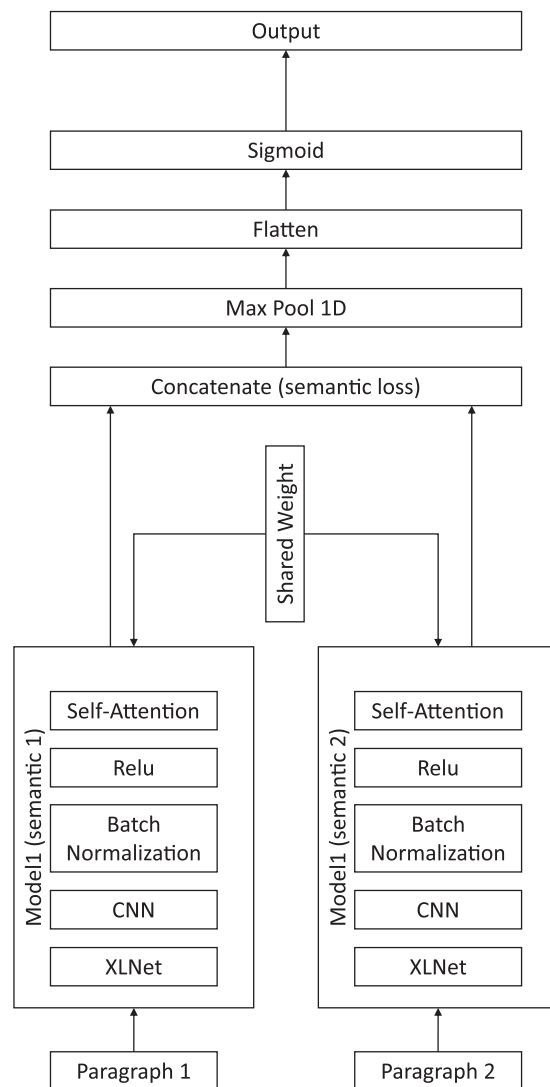 Output
Sigmoid
Flatten
Max Pool 1D
Concatenate (semantic loss)
Shared Weight
Model1 (semantic 1)
Self-Attention
Relu
Batch
Normalization
CNN
XLNet
Paragraph 1
Model1 (semantic 2)
Self-Attention
Relu
Batch
Normalization
CNN
XLNet
Paragraph 2